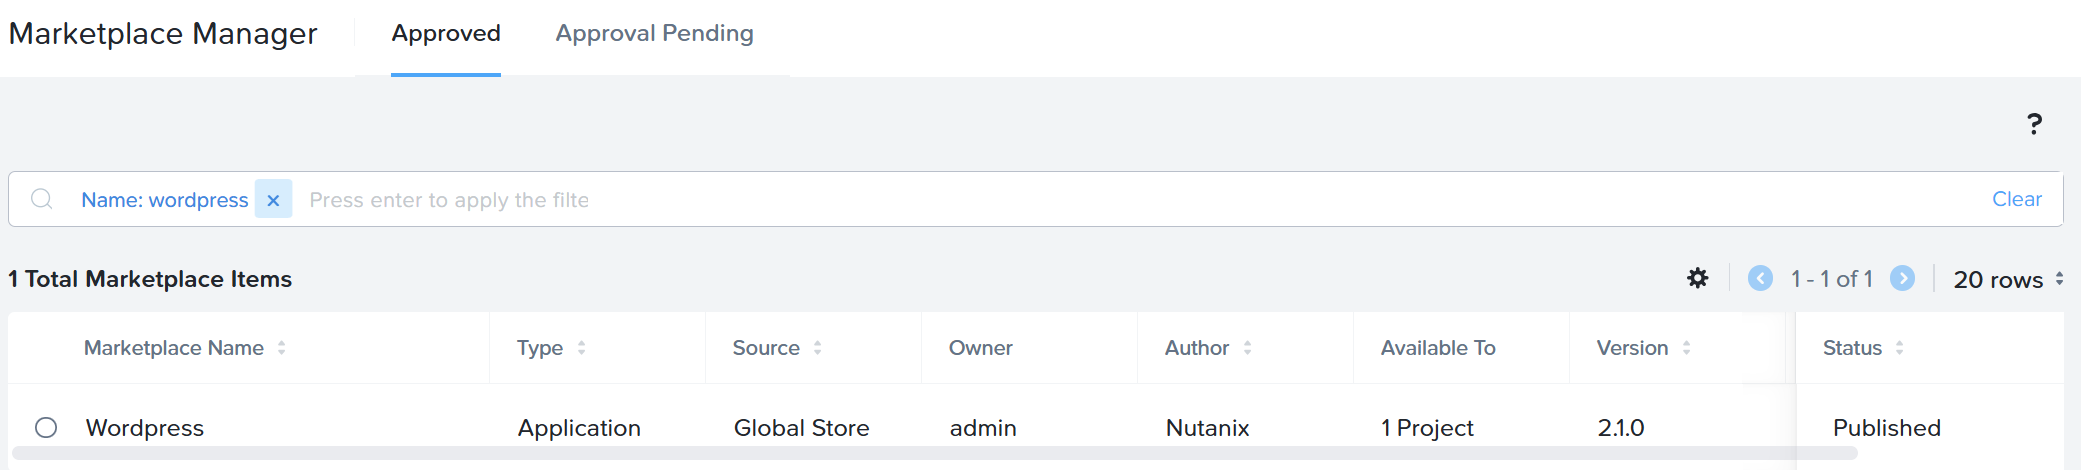 Marketplace Manager Approved Approval Pending
?
Name: wordpress × Press enter to apply the filte Clear
1 Total Marketplace Items 1 - 1 of 1 20 rows
Marketplace Name Type Source Owner Author Available To Version Status
Wordpress Application Global Store admin Nutanix 1 Project 2.1.0 Published